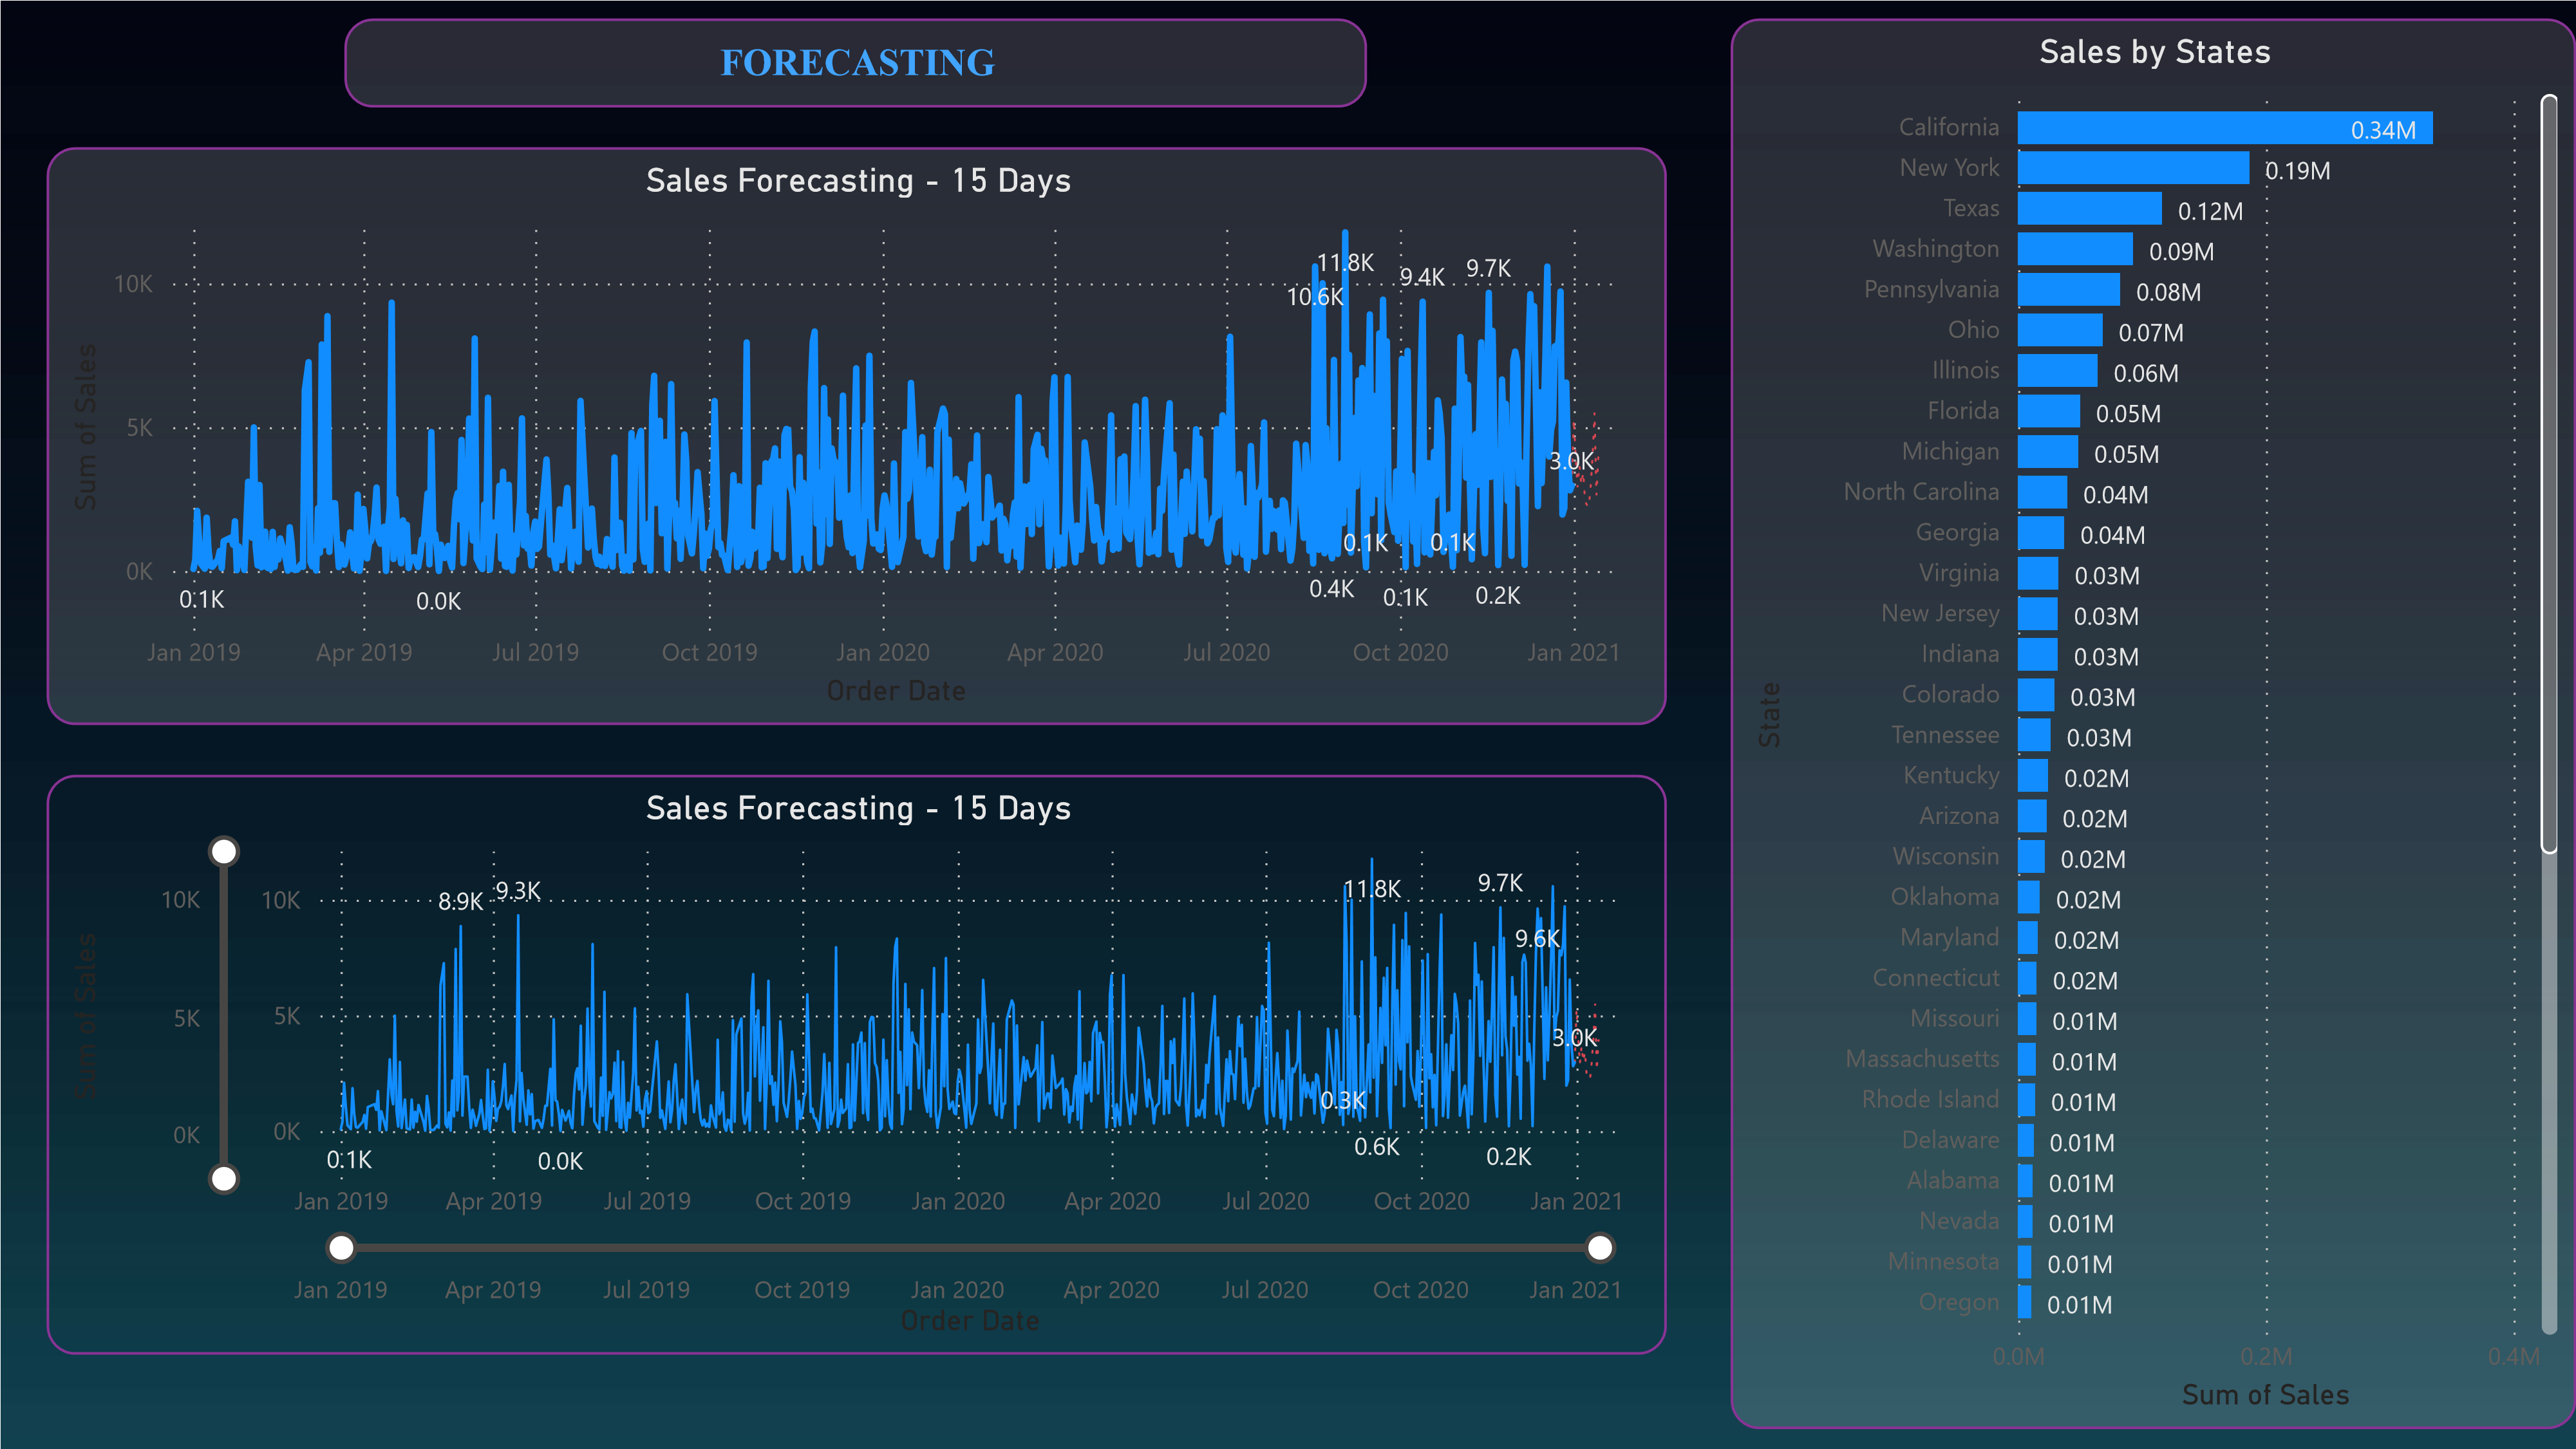 FORECASTING
Sales Forecasting - 15 Days
Sum of Sales
10K
5K
0K
11.8K
10.6K
9.4K
9.7K
3.0K
0.1K
0.1K
0.4K
0.1K
0.2K
0.1K
0.0K
Jan 2019 Apr 2019 Jul 2019 Oct 2019 Jan 2020 Apr 2020 Jul 2020 Oct 2020 Jan 2021
Order Date
Sales Forecasting - 15 Days
Sum of Sales
10K
5K
0K
10K
5K
0K
8.9K
9.3K
11.8K
9.7K
9.6K
3.0K
0.3K
0.6K
0.2K
0.1K
0.0K
Jan 2019 Apr 2019 Jul 2019 Oct 2019 Jan 2020 Apr 2020 Jul 2020 Oct 2020 Jan 2021
Jan 2019 Apr 2019 Jul 2019 Oct 2019 Jan 2020 Apr 2020 Jul 2020 Oct 2020 Jan 2021
Order Date
Sales by States
State
California 0.34M
New York 0.19M
Texas 0.12M
Washington 0.09M
Pennsylvania 0.08M
Ohio 0.07M
Illinois 0.06M
Florida 0.05M
Michigan 0.05M
North Carolina 0.04M
Georgia 0.04M
Virginia 0.03M
New Jersey 0.03M
Indiana 0.03M
Colorado 0.03M
Tennessee 0.03M
Kentucky 0.02M
Arizona 0.02M
Wisconsin 0.02M
Oklahoma 0.02M
Maryland 0.02M
Connecticut 0.02M
Missouri 0.01M
Massachusetts 0.01M
Rhode Island 0.01M
Delaware 0.01M
Alabama 0.01M
Nevada 0.01M
Minnesota 0.01M
Oregon 0.01M
0.0M 0.2M 0.4M
Sum of Sales